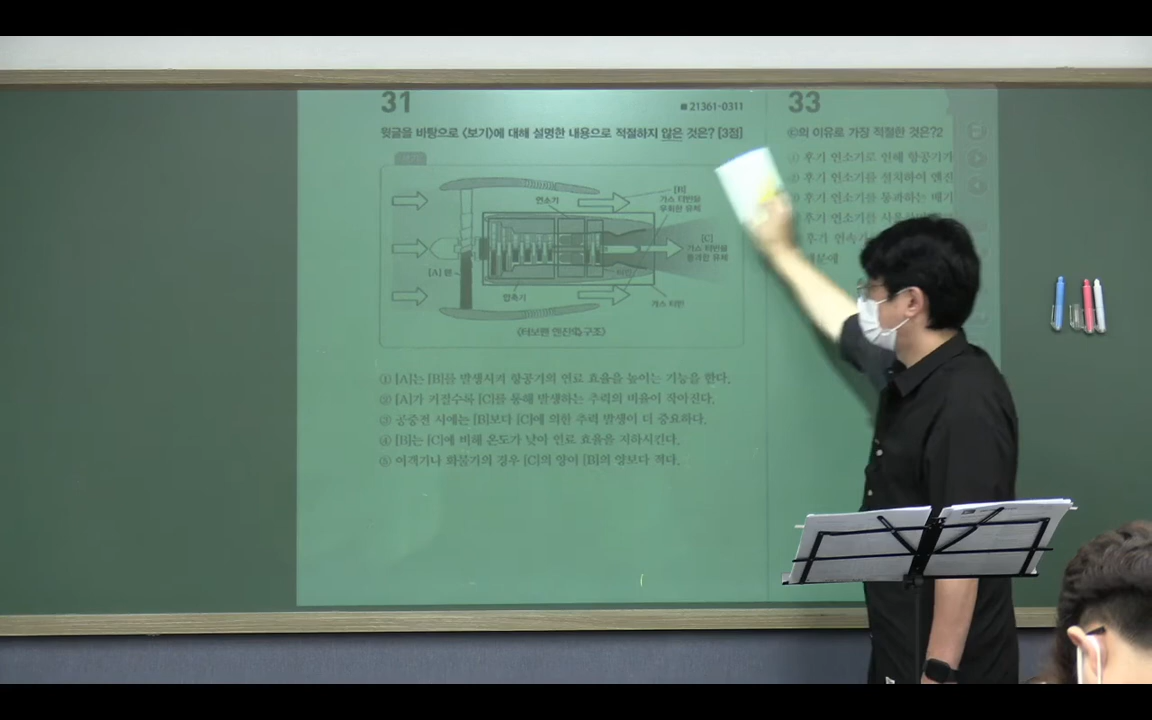 31
■ 21361-0311
윗글을 바탕으로 <보기>에 대해 설명한 내용으로 적절하지 않은 것은? [3점]
보기
연소기
[B]
가스 터빈을
우회한 유체
[C]
가스 터빈을
통과한 유체
[A] 팬
터빈
압축기
가스 터빈
<터보팬 엔진의 구조>
① [A]는 [B]를 발생시켜 항공기의 연료 효율을 높이는 기능을 한다.
② [A]가 커질수록 [C]를 통해 발생하는 추력의 비율이 작아진다.
③ 공중전 시에는 [B]보다 [C]에 의한 추력 발생이 더 중요하다.
④ [B]는 [C]에 비해 온도가 낮아 연료 효율을 저하시킨다.
⑤ 여객기나 화물기의 경우 [C]의 양이 [B]의 양보다 적다.
33
ⓒ의 이유로 가장 적절한 것은?2
① 후기 연소기로 인해 항공기가
② 후기 연소기를 설치하여 엔진
③ 후기 연소기를 통과하는 배기
후기 연소기를
후기 연속
때문에